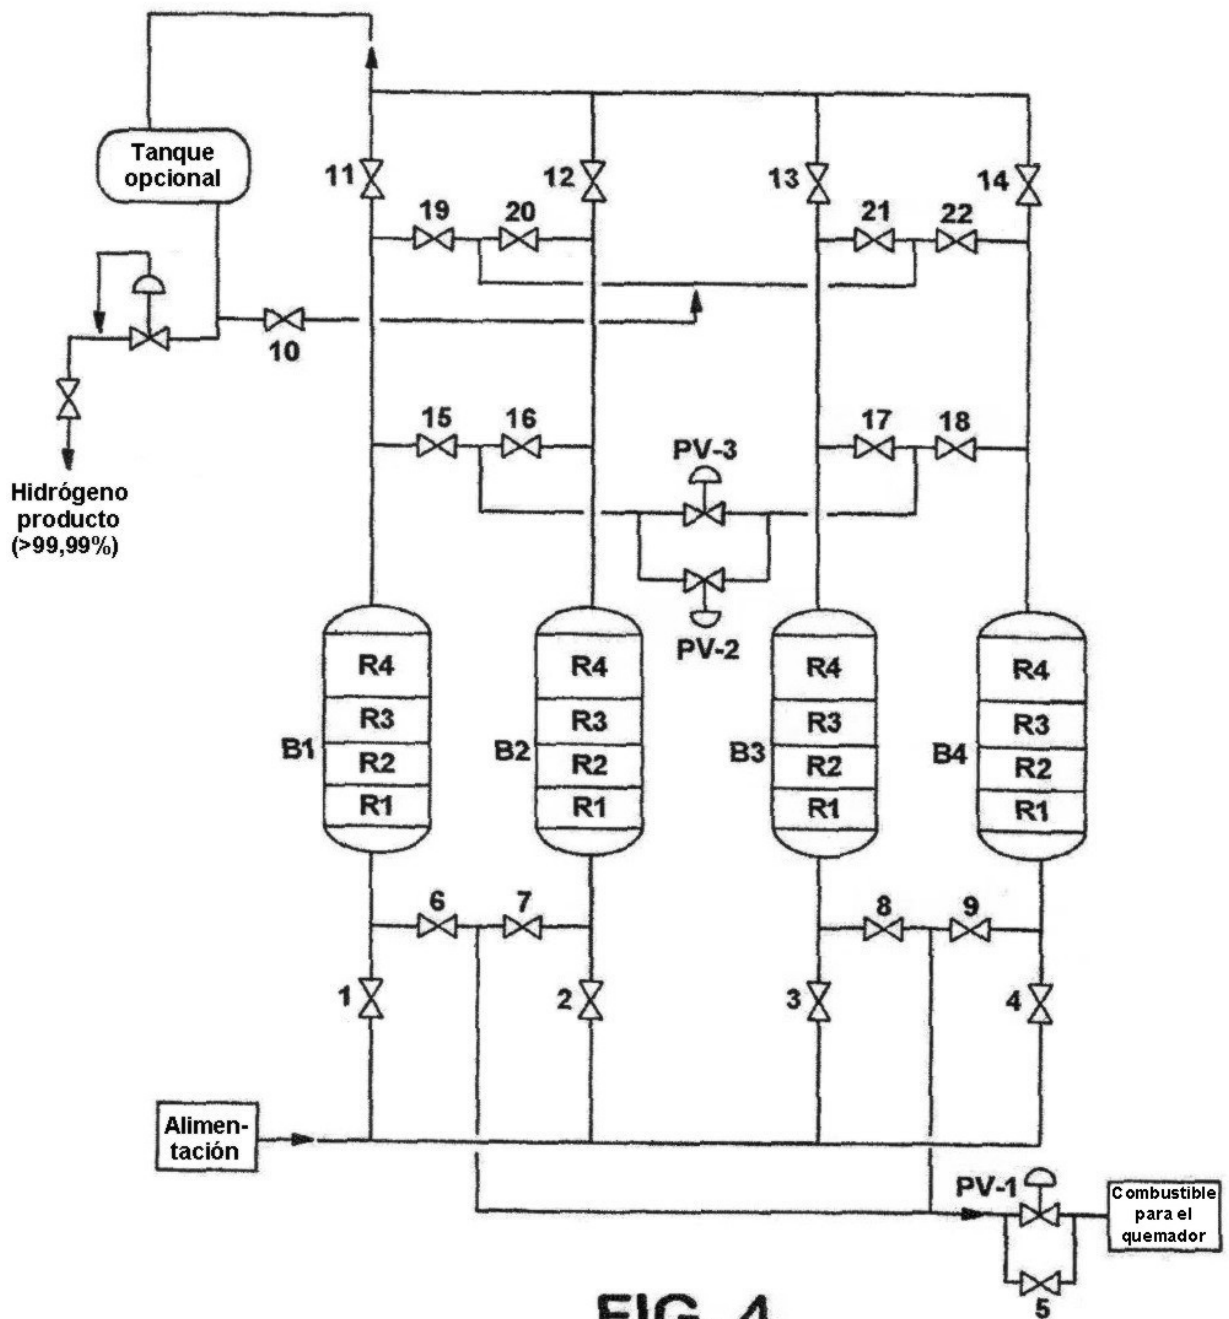 Tanque
opcional
11
12
13
14
19
20
21
22
10
15
16
17
18
PV-3
PV-2
Hidrógeno
producto
(>99,99%)
R4
R4
R4
R4
R3
R3
R3
R3
B1
B2
B3
B4
R2
R2
R2
R2
R1
R1
R1
R1
6
7
8
9
1
2
3
4
Alimen-
tación
PV-1
Combustible
para el
quemador
5
FIG. 4